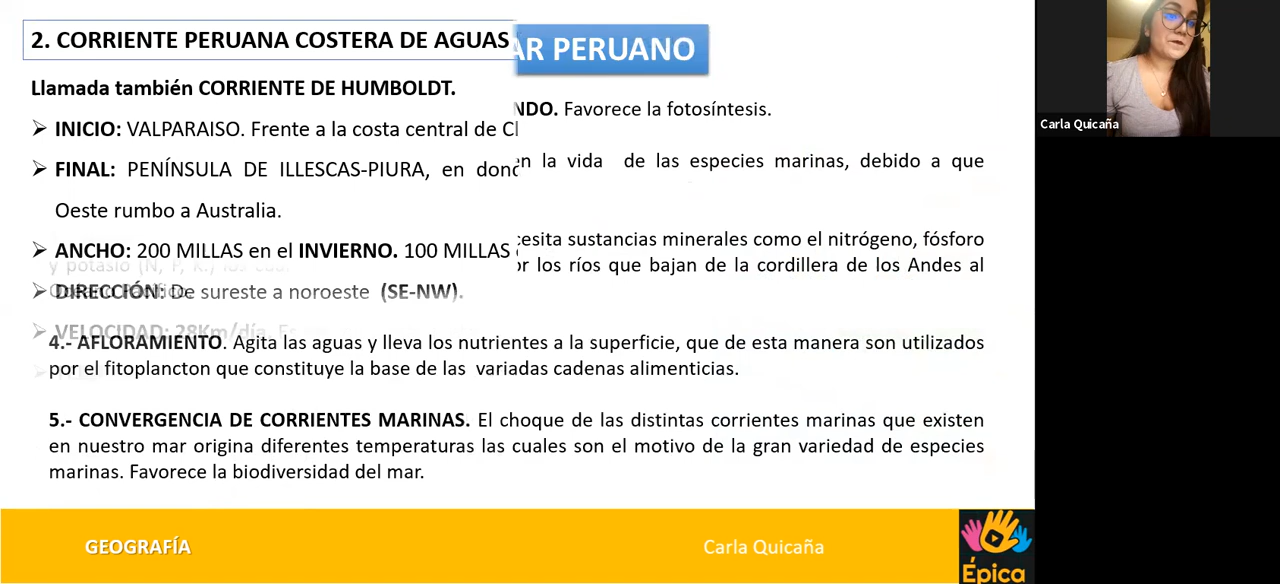 2. CORRIENTE PERUANA COSTERA DE AGUAS
AR PERUANO
Llamada también CORRIENTE DE HUMBOLDT.
NDO. Favorece la fotosíntesis.
➢ INICIO: VALPARAISO. Frente a la costa central de
en la vida de las especies marinas, debido a que
➢ FINAL: PENÍNSULA DE ILLESCAS-PIURA, en
Oeste rumbo a Australia.
sustancias minerales como el nitrógeno, fósforo
➢ ANCHO: 200 MILLAS en el INVIERNO. 100 MILLAS
y potasio (N, P, K.)
los ríos que bajan de la cordillera de los Andes al
➢ DIRECCIÓN: De sureste a noroeste (SE-NW).
➢ VELOCIDAD: 28Km/día.
4.- AFLORAMIENTO. Agita las aguas y lleva los nutrientes a la superficie, que de esta manera son utilizados
por el fitoplancton que constituye la base de las variadas cadenas alimenticias.
5.- CONVERGENCIA DE CORRIENTES MARINAS. El choque de las distintas corrientes marinas que existen
en nuestro mar origina diferentes temperaturas las cuales son el motivo de la gran variedad de especies
marinas. Favorece la biodiversidad del mar.
GEOGRAFÍA
Carla Quicaña
Épica
Carla Quicaña